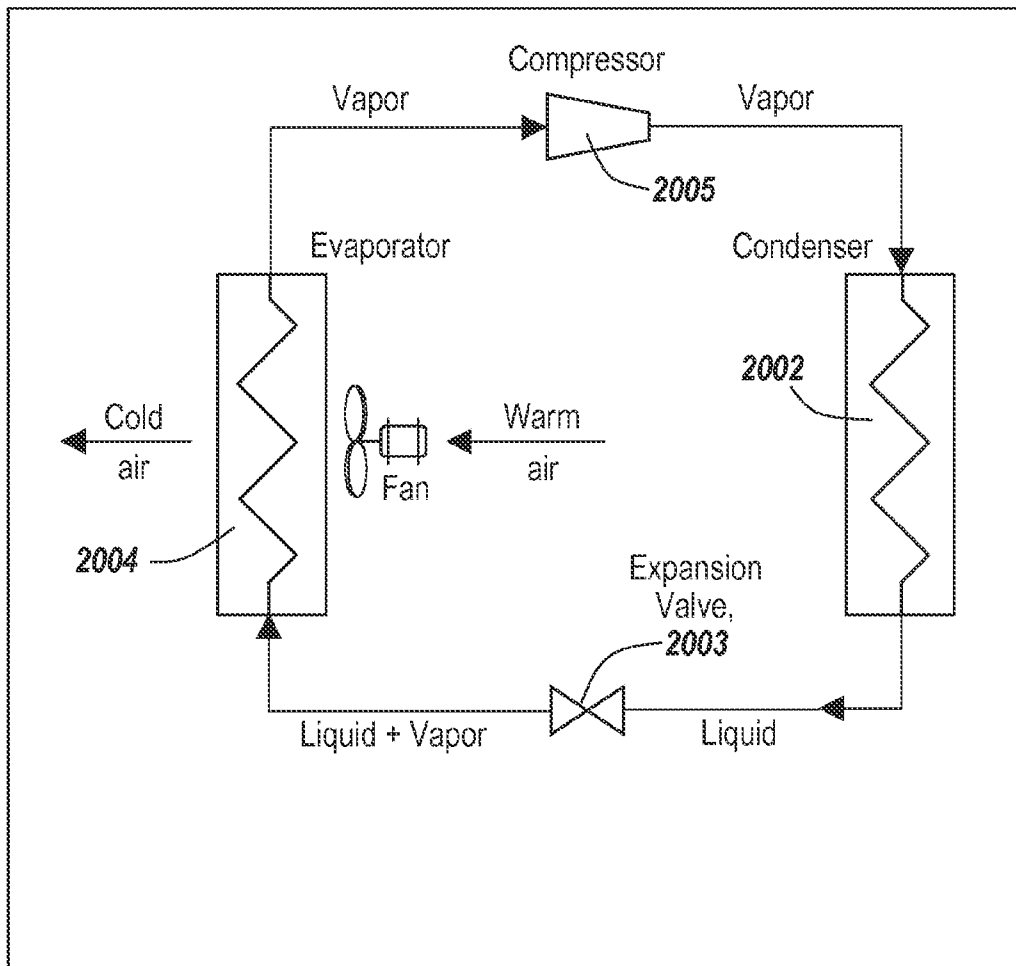 Compressor
Vapor
Vapor
2005
Evaporator
Condenser
2002
Cold
air
Warm
air
Fan
2004
Expansion
Valve,
2003
Liquid + Vapor
Liquid